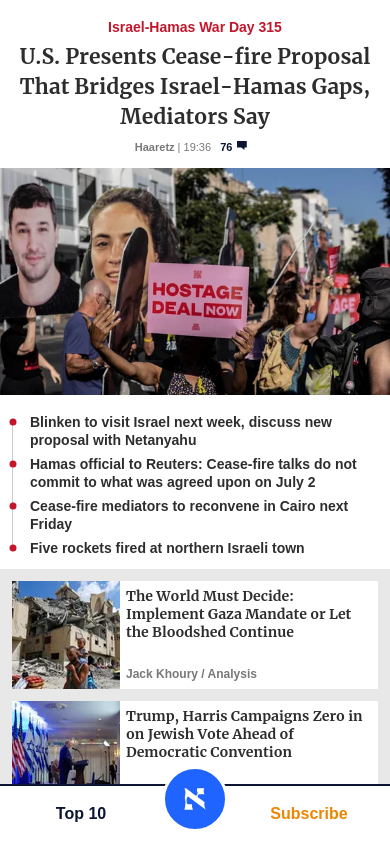 Israel-Hamas War Day 315
U.S. Presents Cease-fire Proposal
That Bridges Israel-Hamas Gaps,
Mediators Say
Haaretz | 19:36 76
HOSTAGE
DEAL NOW
Blinken to visit Israel next week, discuss new
proposal with Netanyahu
Hamas official to Reuters: Cease-fire talks do not
commit to what was agreed upon on July 2
Cease-fire mediators to reconvene in Cairo next
Friday
Five rockets fired at northern Israeli town
The World Must Decide:
Implement Gaza Mandate or Let
the Bloodshed Continue
Jack Khoury / Analysis
Trump, Harris Campaigns Zero in
on Jewish Vote Ahead of
Democratic Convention
Top 10
א
Subscribe